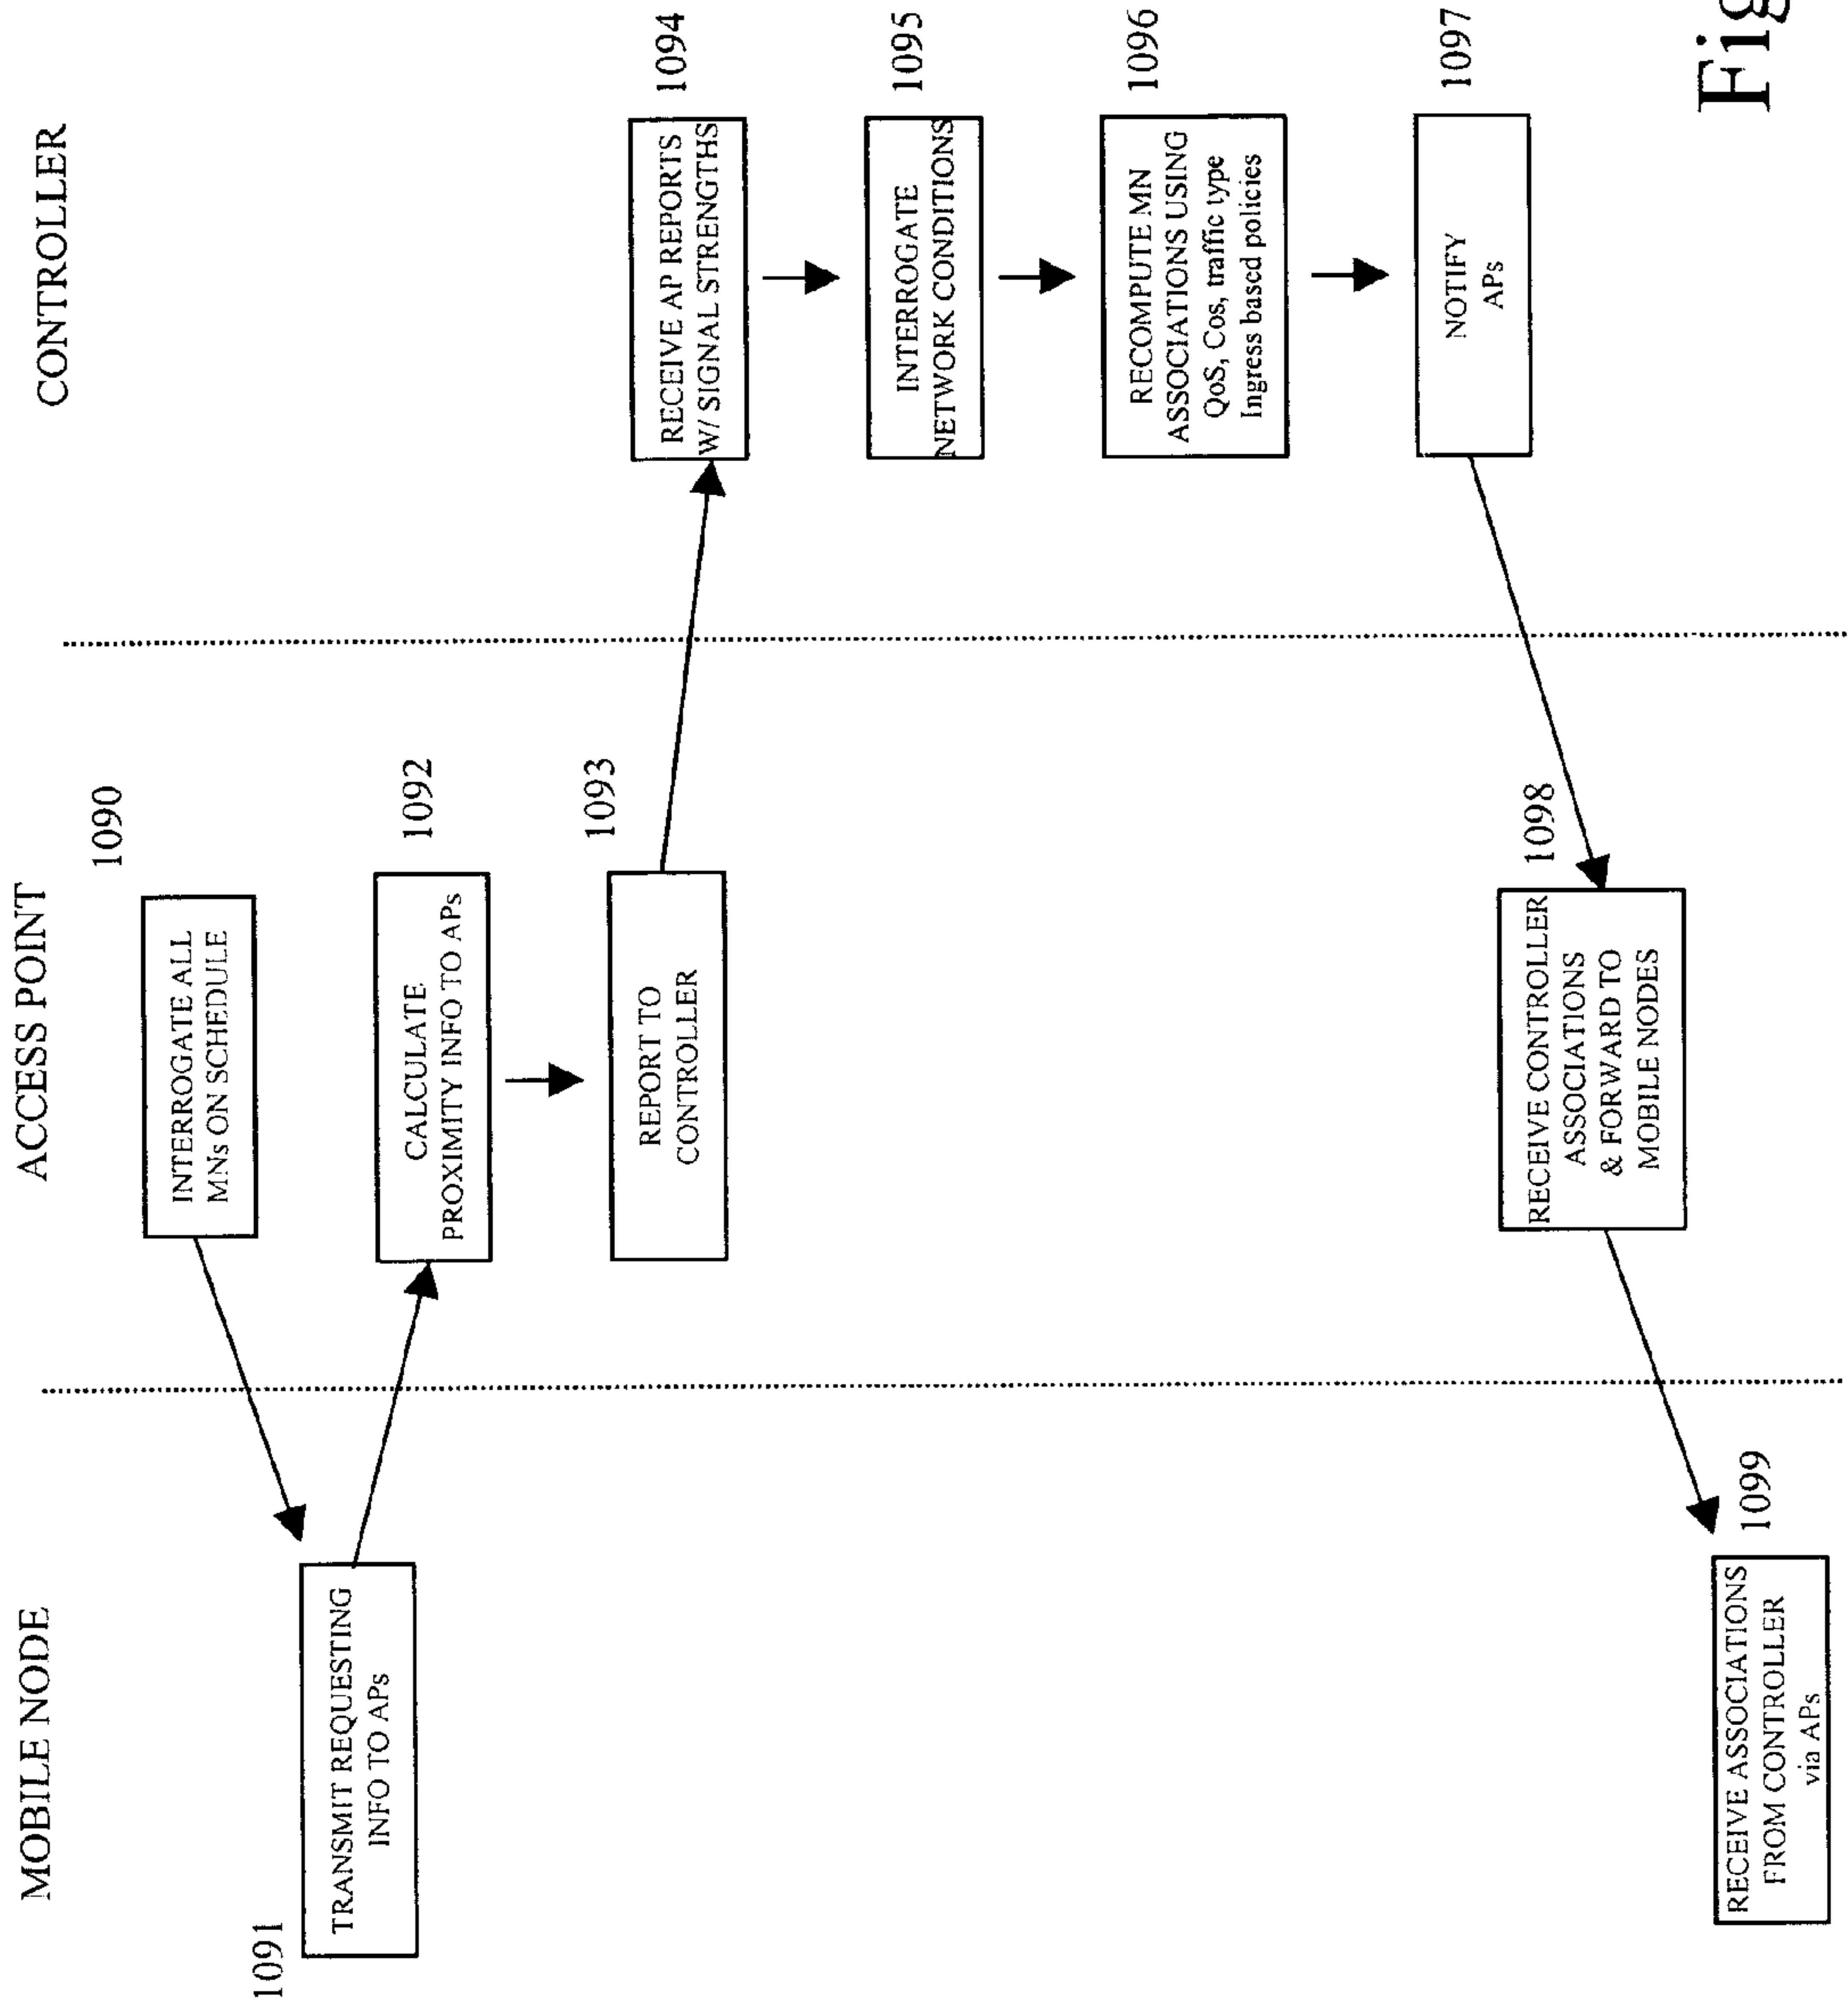 MOBILE NODE
ACCESS POINT
CONTROLLER
1090
INTERROGATE ALL
MNs ON SCHEDULE
1091
TRANSMIT REQUESTING
INFO TO APs
1092
CALCULATE
PROXIMITY INFO TO APs
1093
REPORT TO
CONTROLLER
1094
RECEIVE AP REPORTS
W/ SIGNAL STRENGTHS
1095
INTERROGATE
NETWORK CONDITIONS
1096
RECOMPUTE MN
ASSOCIATIONS USING
QoS, Cos, traffic type
Ingress based policies
1097
NOTIFY
APs
1098
RECEIVE CONTROLLER
ASSOCIATIONS
& FORWARD TO
MOBILE NODES
1099
RECEIVE ASSOCIATIONS
FROM CONTROLLER
via APs
Fig